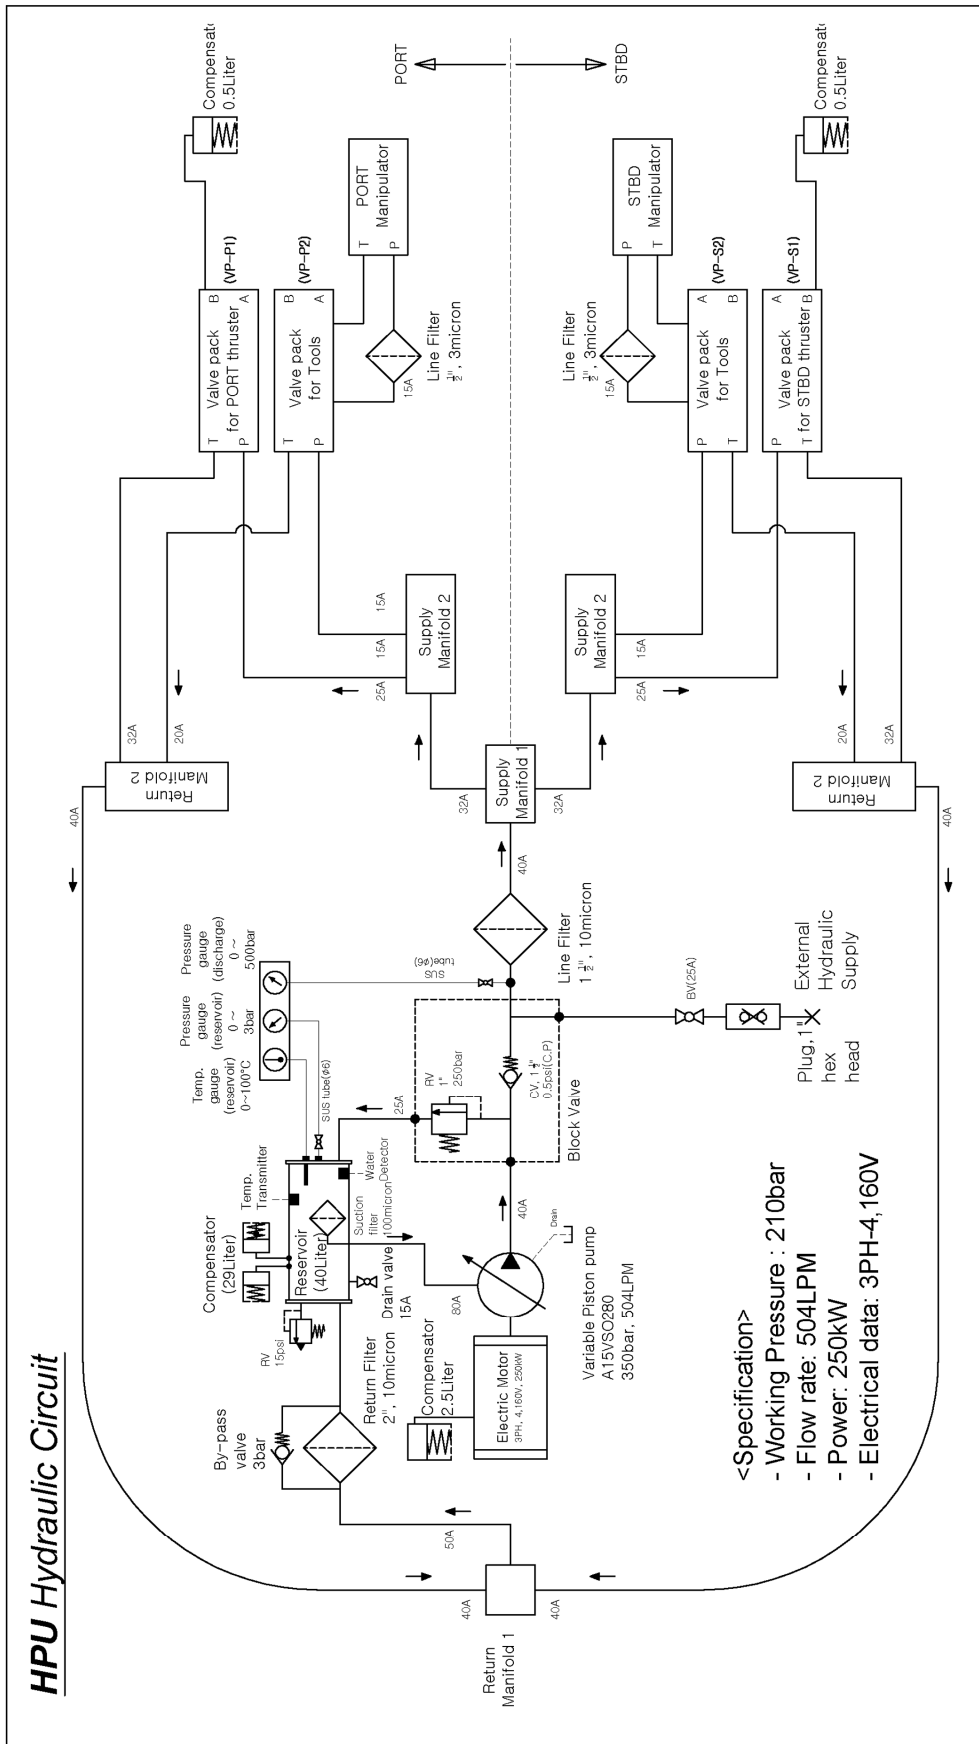 HPU Hydraulic Circuit
PORT
STBD
Compensat
0.5Liter
Valve pack
for PORT thruster
T
P
B
A
(VP-P1)
Valve pack
for Tools
T
P
B
A
(VP-P2)
PORT
Manipulator
T
P
Line Filter
½", 3micron
15A
STBD
Manipulator
P
T
Line Filter
½", 3micron
15A
Valve pack
for Tools
P
T
A
B
(VP-S2)
Valve pack
for STBD thruster
P
T
A
B
(VP-S1)
Compensat
0.5Liter
Supply
Manifold 2
25A
15A
15A
Supply
Manifold 2
25A
15A
Supply
Manifold 1
32A
32A
40A
Return
Manifold 2
32A
20A
40A
Return
Manifold 2
20A
32A
40A
Pressure
gauge
(discharge)
0 ~
500bar
Pressure
gauge
(reservoir)
0 ~
3bar
Temp.
gauge
(reservoir)
0~100°C
SUS tube(ø6)
SUS
tube(ø6)
Line Filter
1 ½", 10micron
RV
1"
250bar
CV, 1 ½"
0.5psi(C.P)
Block Valve
25A
40A
BV(25A)
External
Hydraulic
Supply
Plug,1"
hex
head
Compensator
(29Liter)
Temp.
Transmitter
Reservoir
(40Liter)
Water
Detector
Suction
filter
100micron
Drain valve
15A
RV
15psi
80A
Drain
Variable Piston pump
A15VSO280
350bar, 504LPM
Electric Motor
3PH, 4,160V, 250kW
Compensator
2.5Liter
Return Filter
2", 10micron
By-pass
valve
3bar
50A
40A
40A
Return
Manifold 1
<Specification>
- Working Pressure : 210bar
- Flow rate: 504LPM
- Power: 250kW
- Electrical data: 3PH-4,160V